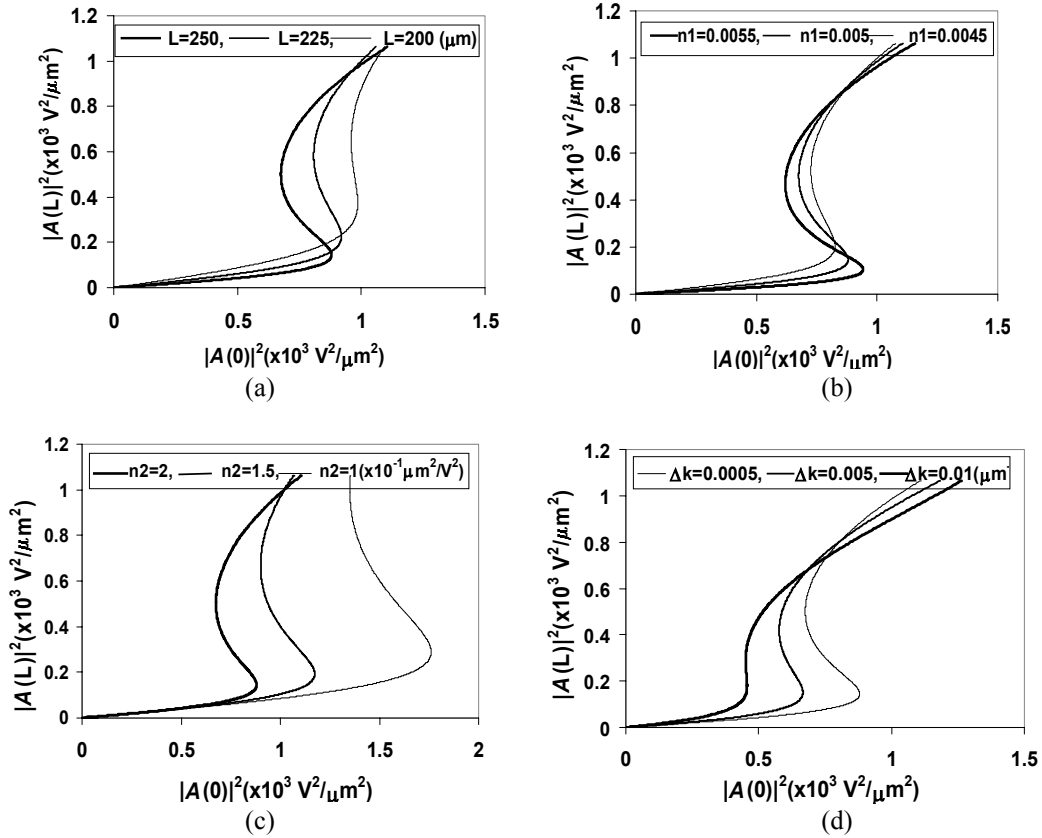 1.2
1
0.8
0.6
0.4
0.2
0
L=250, L=225, L=200 (μm)
|A(L)|²(x10³ V²/μm²)
0 0.5 1 1.5
|A(0)|²(x10³ V²/μm²)
(a)
1.2
1
0.8
0.6
0.4
0.2
0
n1=0.0055, n1=0.005, n1=0.0045
|A(L)|²(x10³ V²/μm²)
0 0.5 1 1.5
|A(0)|²(x10³ V²/μm²)
(b)
1.2
1
0.8
0.6
0.4
0.2
0
n2=2, n2=1.5, n2=1(x10⁻¹μm²/V²)
|A(L)|²(x10³ V²/μm²)
0 0.5 1 1.5 2
|A(0)|²(x10³ V²/μm²)
(c)
1.2
1
0.8
0.6
0.4
0.2
0
Δk=0.0005, Δk=0.005, Δk=0.01(μm⁻
|A(L)|²(x10³ V²/μm²)
0 0.5 1 1.5
|A(0)|²(x10³ V²/μm²)
(d)